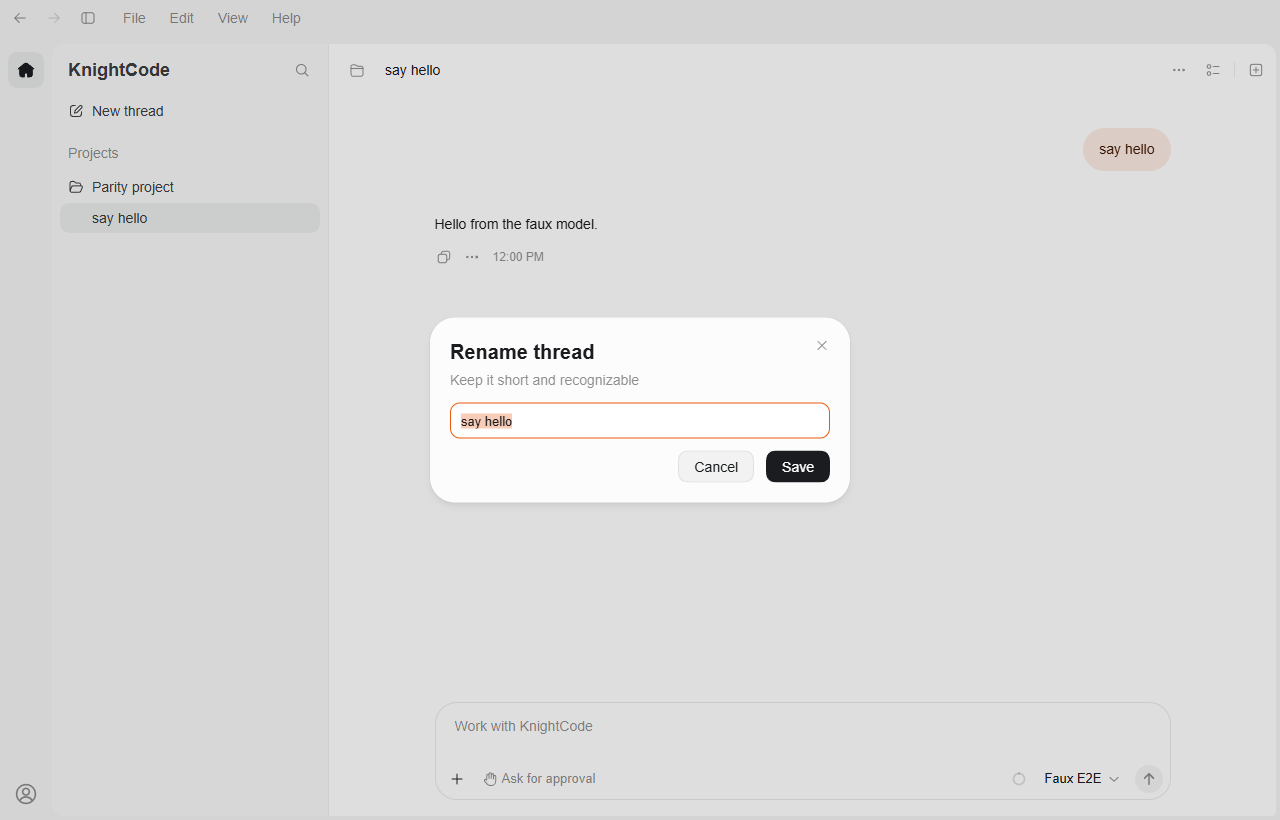 File Edit View Help
KnightCode
New thread
Projects
Parity project
say hello
say hello
say hello
Hello from the faux model.
12:00 PM
Rename thread
Keep it short and recognizable
say hello
Cancel Save
Work with KnightCode
Ask for approval
Faux E2E